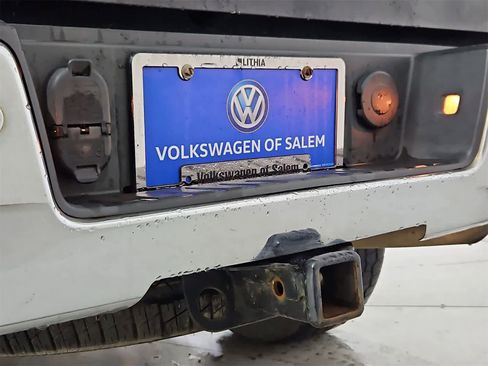 LITHIA
VOLKSWAGEN OF SALEM
Volkswagen of Salem